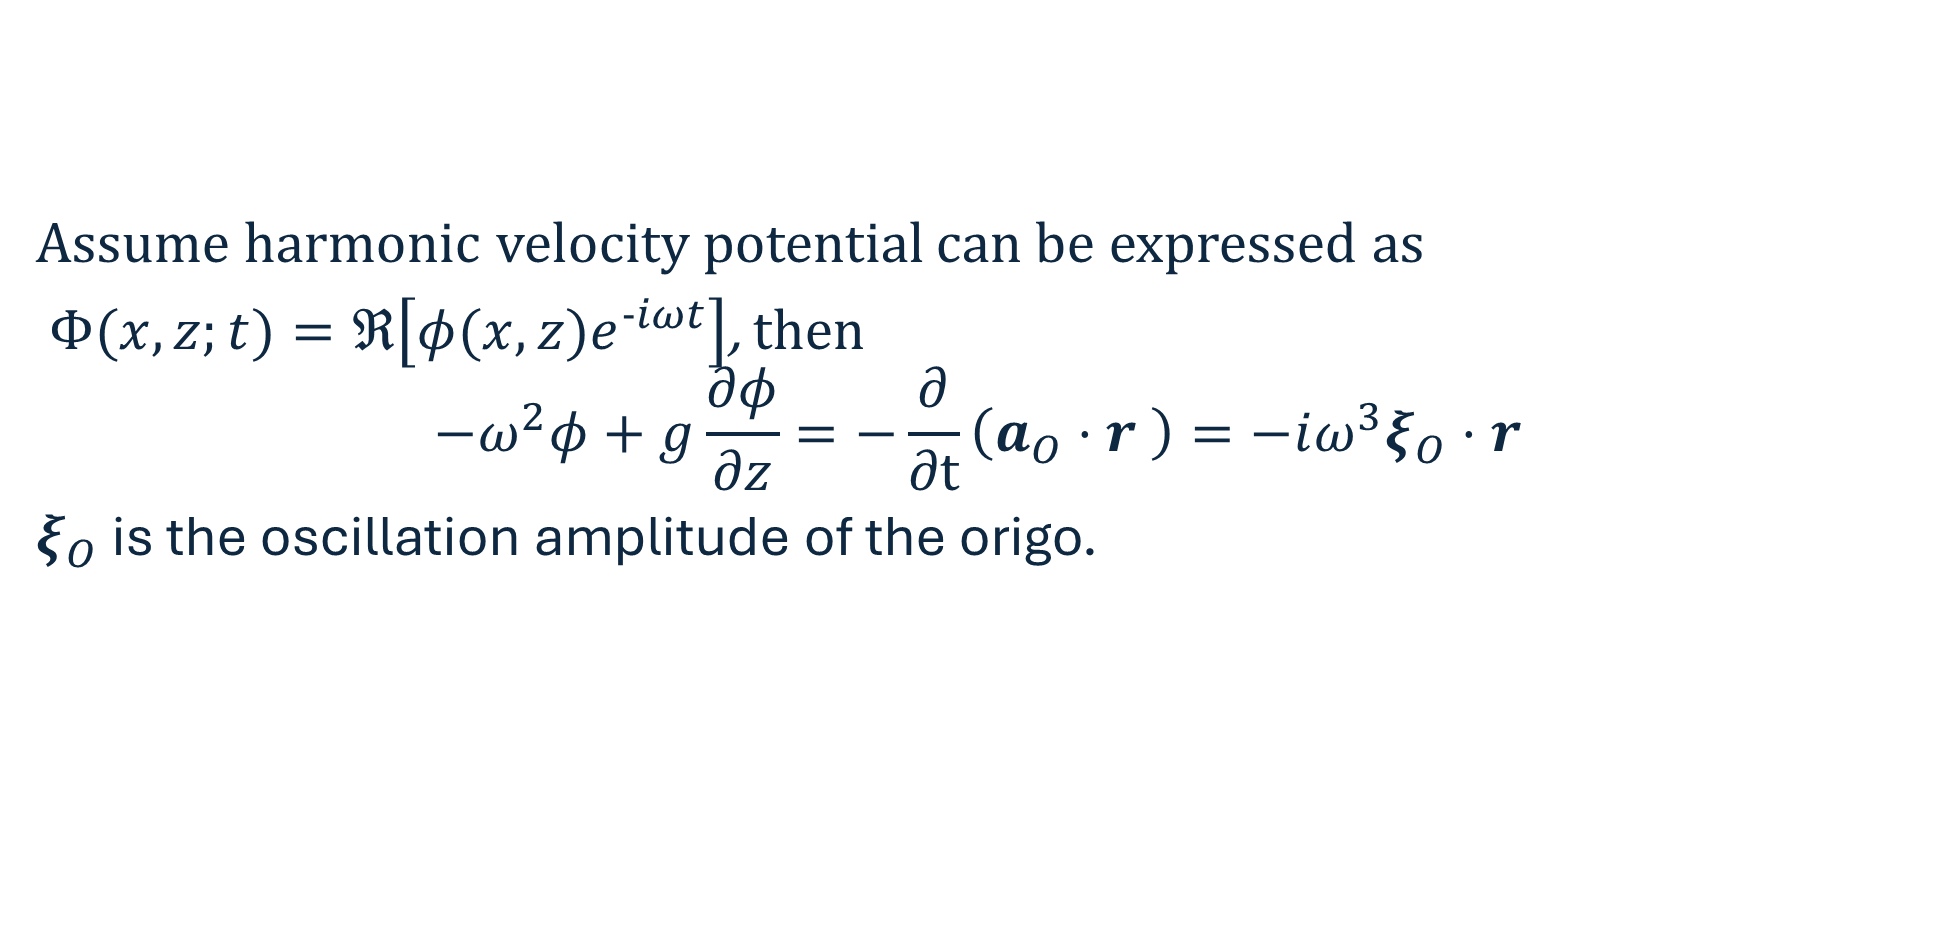 Assume harmonic velocity potential can be expressed as
Φ(x, z; t) = ℜ[ϕ(x, z)e^{-iωt}], then
−ω²ϕ + g ∂ϕ/∂z = − ∂/∂t (𝒂_O · 𝒓 ) = −iω³𝝃_O · 𝒓
𝝃_O is the oscillation amplitude of the origo.